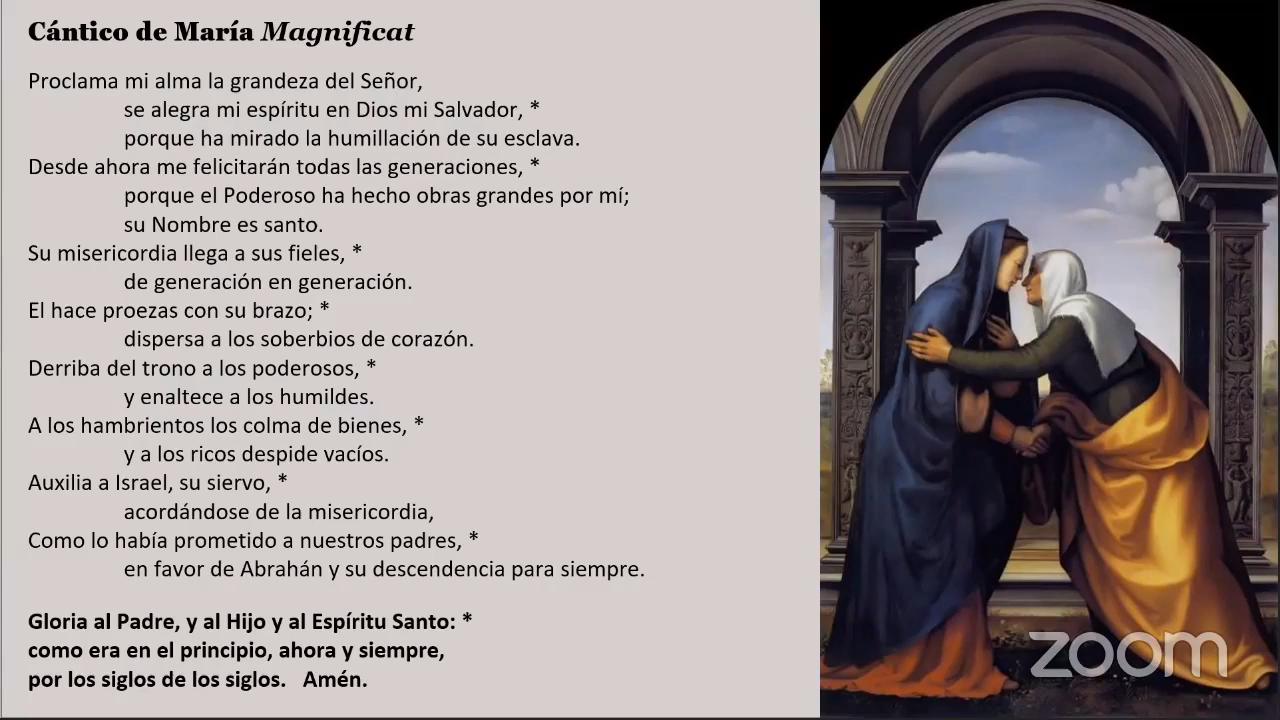 Cántico de María Magnificat
Proclama mi alma la grandeza del Señor,
se alegra mi espíritu en Dios mi Salvador, *
porque ha mirado la humillación de su esclava.
Desde ahora me felicitarán todas las generaciones, *
porque el Poderoso ha hecho obras grandes por mí;
su Nombre es santo.
Su misericordia llega a sus fieles, *
de generación en generación.
El hace proezas con su brazo; *
dispersa a los soberbios de corazón.
Derriba del trono a los poderosos, *
y enaltece a los humildes.
A los hambrientos los colma de bienes, *
y a los ricos despide vacíos.
Auxilia a Israel, su siervo, *
acordándose de la misericordia,
Como lo había prometido a nuestros padres, *
en favor de Abrahán y su descendencia para siempre.
Gloria al Padre, y al Hijo y al Espíritu Santo: *
como era en el principio, ahora y siempre,
por los siglos de los siglos. Amén.
zoom